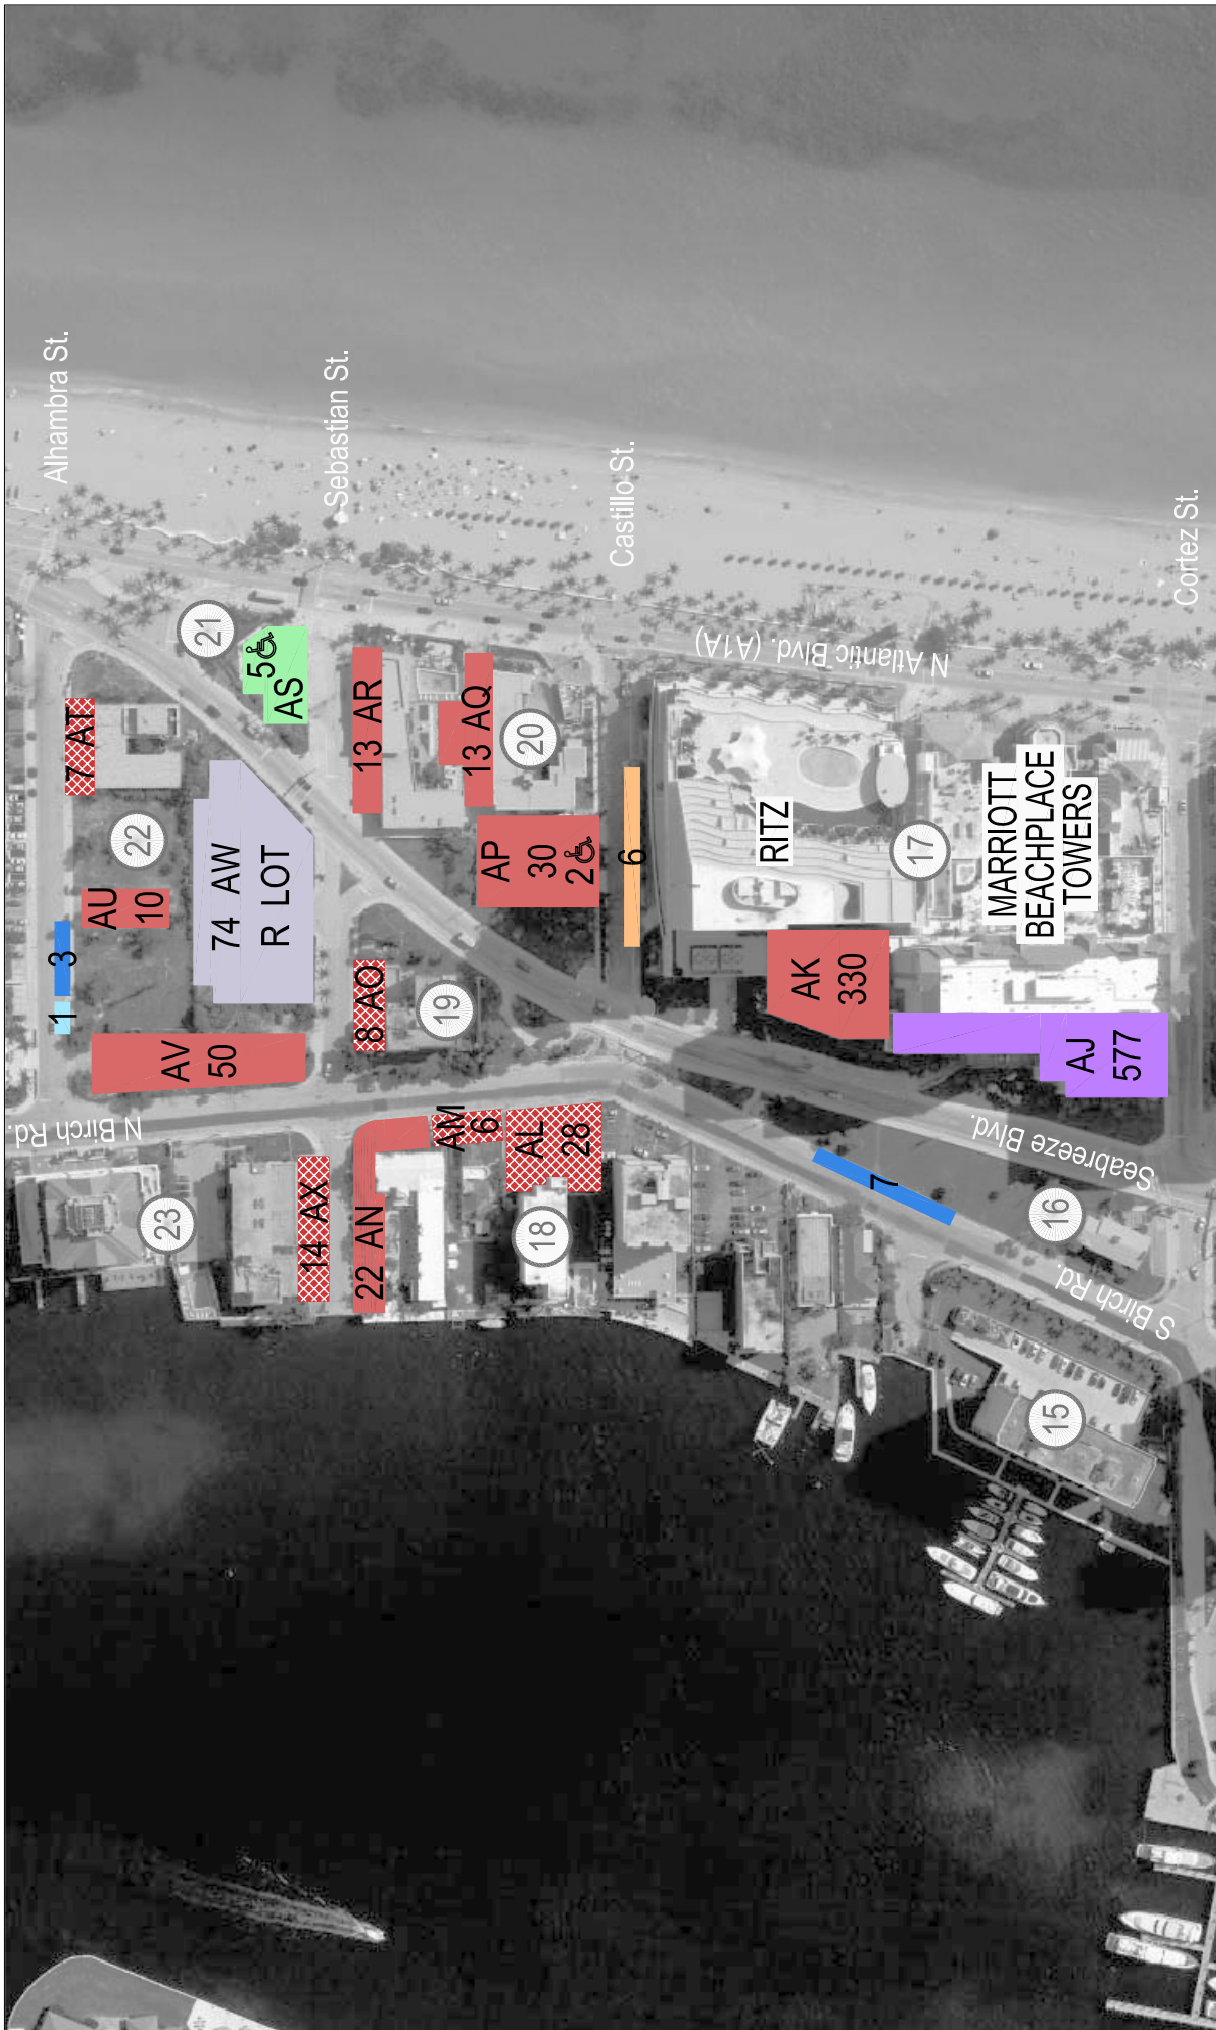 Alhambra St.
Sebastian St.
Castillo St.
Cortez St.
N Atlantic Blvd. (A1A)
21
5
AS
7 AT
13 AR
13 AQ
20
22
74 AW
R LOT
AP
30
2
6
RITZ
17
MARRIOTT
BEACHPLACE
TOWERS
AU
10
3
1
8 AO
19
AK
330
AV
50
AJ
577
N Birch Rd.
AM
6
AL
28
Seabreeze Blvd.
7
14 AX
22 AN
23
18
16
S Birch Rd.
15